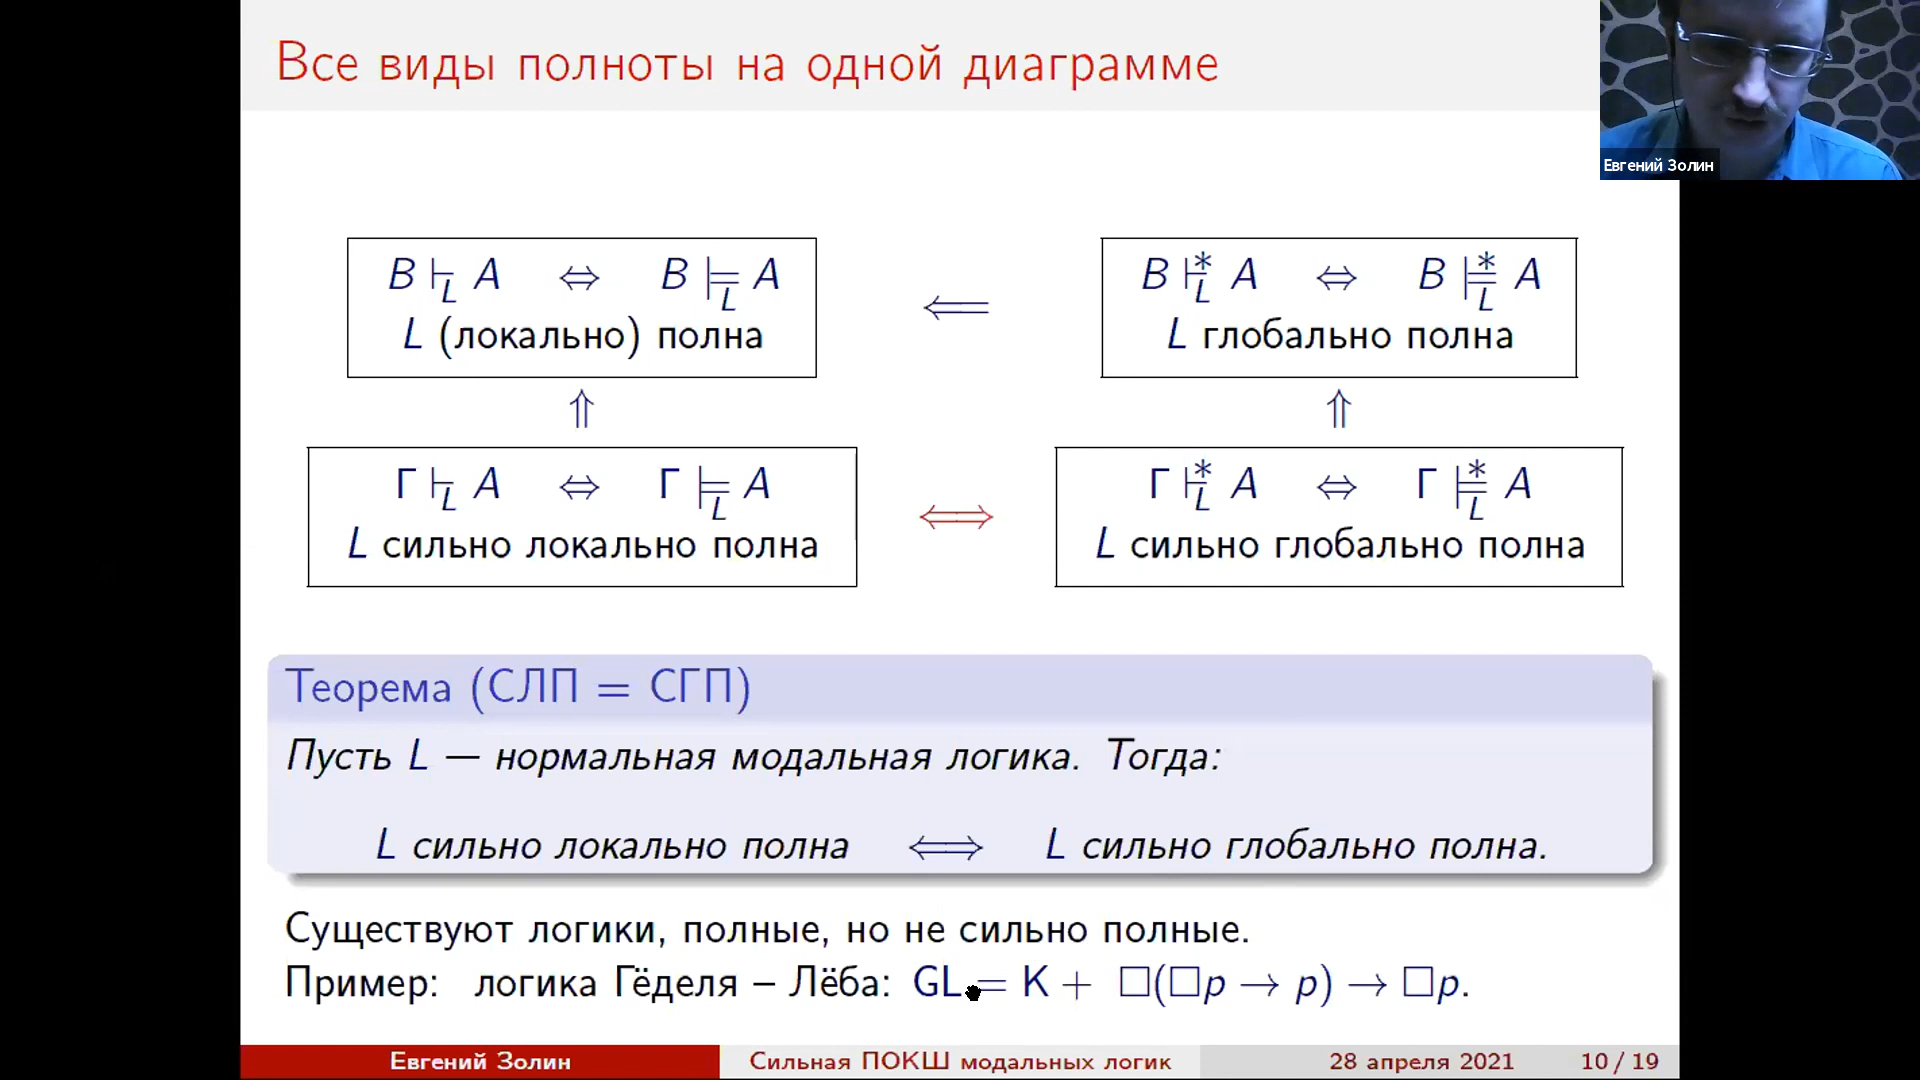 Все виды полноты на одной диаграмме
Евгений Золин
B ⊢_L A ⇔ B ⊨_L A
L (локально) полна
⇐
B ⊢*_L A ⇔ B ⊨*_L A
L глобально полна
⇑ ⇑
Γ ⊢_L A ⇔ Γ ⊨_L A
L сильно локально полна
⟺
Γ ⊢*_L A ⇔ Γ ⊨*_L A
L сильно глобально полна
Теорема (СЛП = СГП)
Пусть L — нормальная модальная логика. Тогда:
L сильно локально полна ⟺ L сильно глобально полна.
Существуют логики, полные, но не сильно полные.
Пример: логика Гёделя – Лёба: GL = K + □(□p → p) → □p.
Евгений Золин Сильная ПОКШ модальных логик 28 апреля 2021 10 / 19